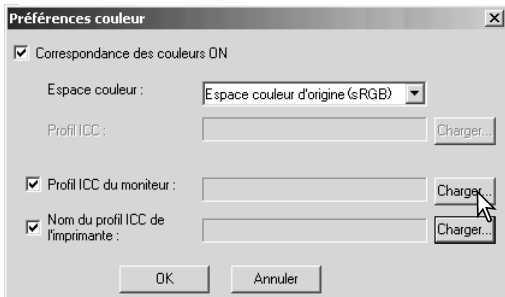 Préférences couleur
Correspondance des couleurs ON
Espace couleur : Espace couleur d'origine (sRGB)
Profil ICC : Charger...
Profil ICC du moniteur : Charger...
Nom du profil ICC de
l'imprimante : Charger...
OK Annuler